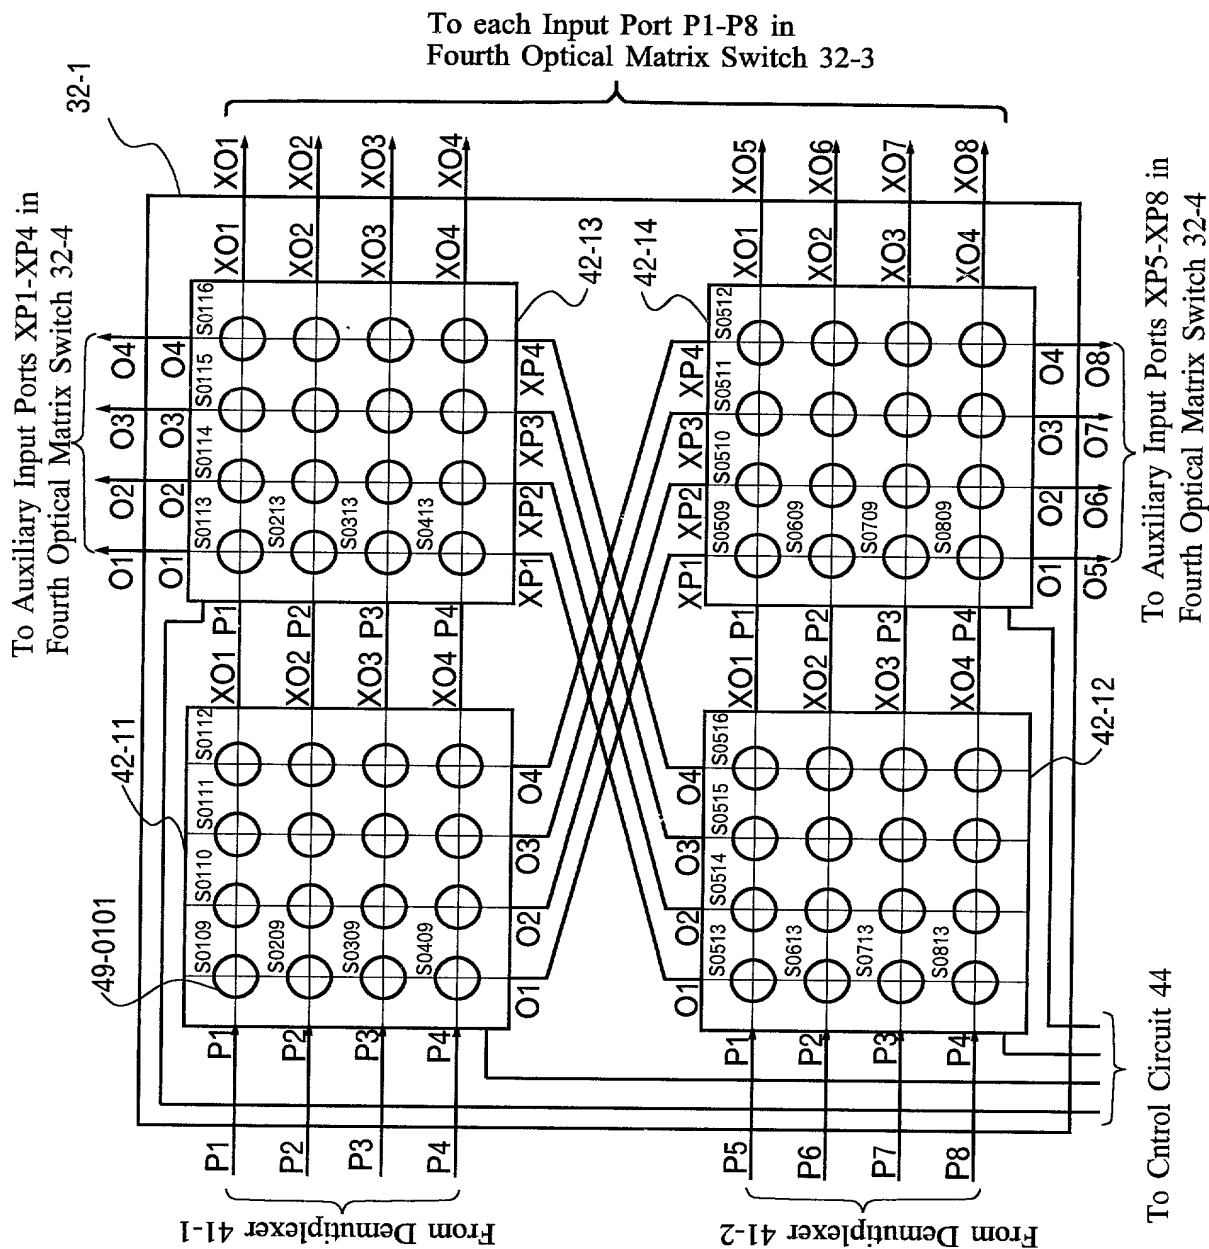 To each Input Port P1-P8 in
Fourth Optical Matrix Switch 32-3
32-1
To Auxiliary Input Ports XP1-XP4 in
Fourth Optical Matrix Switch 32-4
XO1
XO2
XO3
XO4
XO5
XO6
XO7
XO8
XO1
XO2
XO3
XO4
XO1
XO2
XO3
XO4
42-13
42-14
O4
O3
O2
O1
O4
O3
O2
O1
S0116
S0115
S0114
S0113
S0213
S0313
S0413
XP4
XP3
XP2
XP1
XP4
XP3
XP2
XP1
S0512
S0511
S0510
S0509
S0609
S0709
S0809
O4
O3
O2
O1
O8
O7
O6
O5
To Auxiliary Input Ports XP5-XP8 in
Fourth Optical Matrix Switch 32-4
XO1 P1
XO2 P2
XO3 P3
XO4 P4
XO1 P1
XO2 P2
XO3 P3
XO4 P4
42-11
49-0101
S0112
S0111
S0110
S0109
S0209
S0309
S0409
O4
O3
O2
O1
O4
O3
O2
O1
S0516
S0515
S0514
S0513
S0613
S0713
S0813
42-12
P1
P2
P3
P4
P1
P2
P3
P4
P1
P2
P3
P4
P5
P6
P7
P8
From Demutiplexer 41-1
From Demutiplexer 41-2
To Cntrol Circuit 44